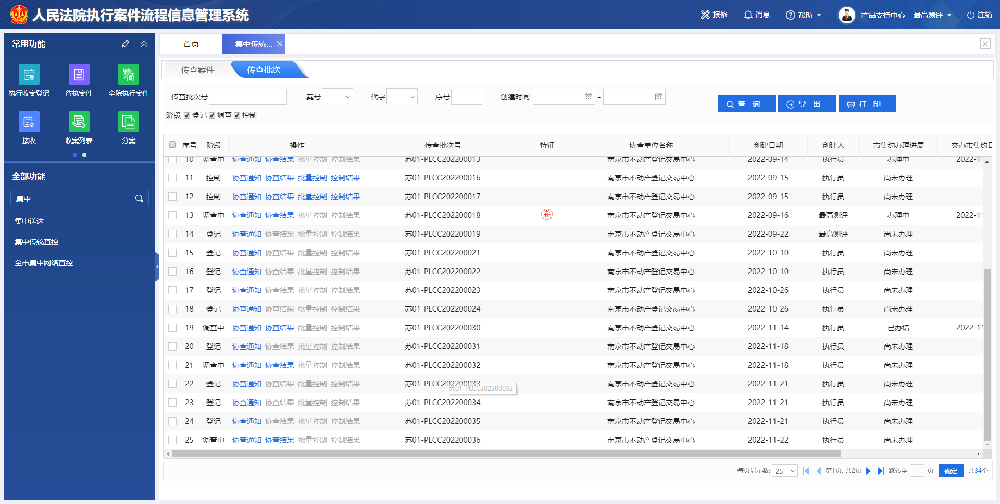 人民法院执行案件流程信息管理系统
报修 消息 帮助 产品支持中心 最高测评 注销
常用功能
执行收案登记 待执案件 繁简 全院执行案件
接收 收案列表 分案
全部功能
集中
集中送达
集中传统查控
全市集中网络查控
首页 集中传统...
传查案件 传查批次
传查批次号 案号 代字 序号 创建时间 -
查 询 导 出 打 印
阶段 登记 调查 控制
序号 阶段 操作 传查批次号 特征 协查单位名称 创建日期 创建人 市集约办理进展 交办市集约日
10 调查中 协查通知 协查结果 批量控制 控制结果 苏01-PLCC202200013 南京市不动产登记交易中心 2022-09-14 执行员 办理中 2022-1
11 控制 协查通知 协查结果 批量控制 控制结果 苏01-PLCC202200016 南京市不动产登记交易中心 2022-09-15 执行员 尚未办理
12 控制 协查通知 协查结果 批量控制 控制结果 苏01-PLCC202200017 南京市不动产登记交易中心 2022-09-15 执行员 尚未办理
13 调查中 协查通知 协查结果 批量控制 控制结果 苏01-PLCC202200018 卷 南京市不动产登记交易中心 2022-09-16 最高测评 办理中 2022-11
14 登记 协查通知 协查结果 批量控制 控制结果 苏01-PLCC202200019 南京市不动产登记交易中心 2022-09-22 最高测评 尚未办理
15 登记 协查通知 协查结果 批量控制 控制结果 苏01-PLCC202200021 南京市不动产登记交易中心 2022-10-10 执行员 尚未办理
16 登记 协查通知 协查结果 批量控制 控制结果 苏01-PLCC202200022 南京市不动产登记交易中心 2022-10-10 执行员 尚未办理
17 登记 协查通知 协查结果 批量控制 控制结果 苏01-PLCC202200023 南京市不动产登记交易中心 2022-10-26 执行员 尚未办理
18 登记 协查通知 协查结果 批量控制 控制结果 苏01-PLCC202200024 南京市不动产登记交易中心 2022-10-26 执行员 尚未办理
19 调查中 协查通知 协查结果 批量控制 控制结果 苏01-PLCC202200030 南京市不动产登记交易中心 2022-11-14 执行员 已办结 2022-11
20 登记 协查通知 协查结果 批量控制 控制结果 苏01-PLCC202200031 南京市不动产登记交易中心 2022-11-18 执行员 尚未办理
21 调查中 协查通知 协查结果 批量控制 控制结果 苏01-PLCC202200032 南京市不动产登记交易中心 2022-11-18 执行员 尚未办理
22 登记 协查通知 协查结果 批量控制 控制结果 苏01-PLCC202200033 南京市不动产登记交易中心 2022-11-21 执行员 尚未办理
苏01-PLCC202200032
23 登记 协查通知 协查结果 批量控制 控制结果 苏01-PLCC202200034 南京市不动产登记交易中心 2022-11-21 执行员 尚未办理
24 登记 协查通知 协查结果 批量控制 控制结果 苏01-PLCC202200035 南京市不动产登记交易中心 2022-11-21 执行员 尚未办理
25 调查中 协查通知 协查结果 批量控制 控制结果 苏01-PLCC202200036 南京市不动产登记交易中心 2022-11-22 执行员 尚未办理
每页显示数: 25 第1页, 共2页 跳转至 页 确定 共34个